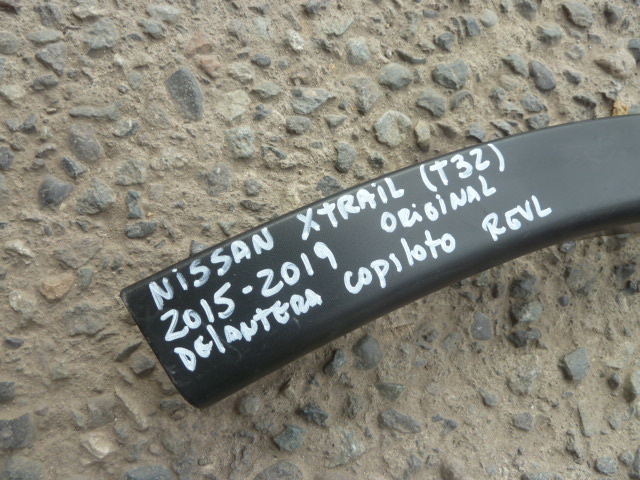 NISSAN XTRAIL (T32)
2015-2019 ORIGINAL
DElANTERA COPILOTO REVL